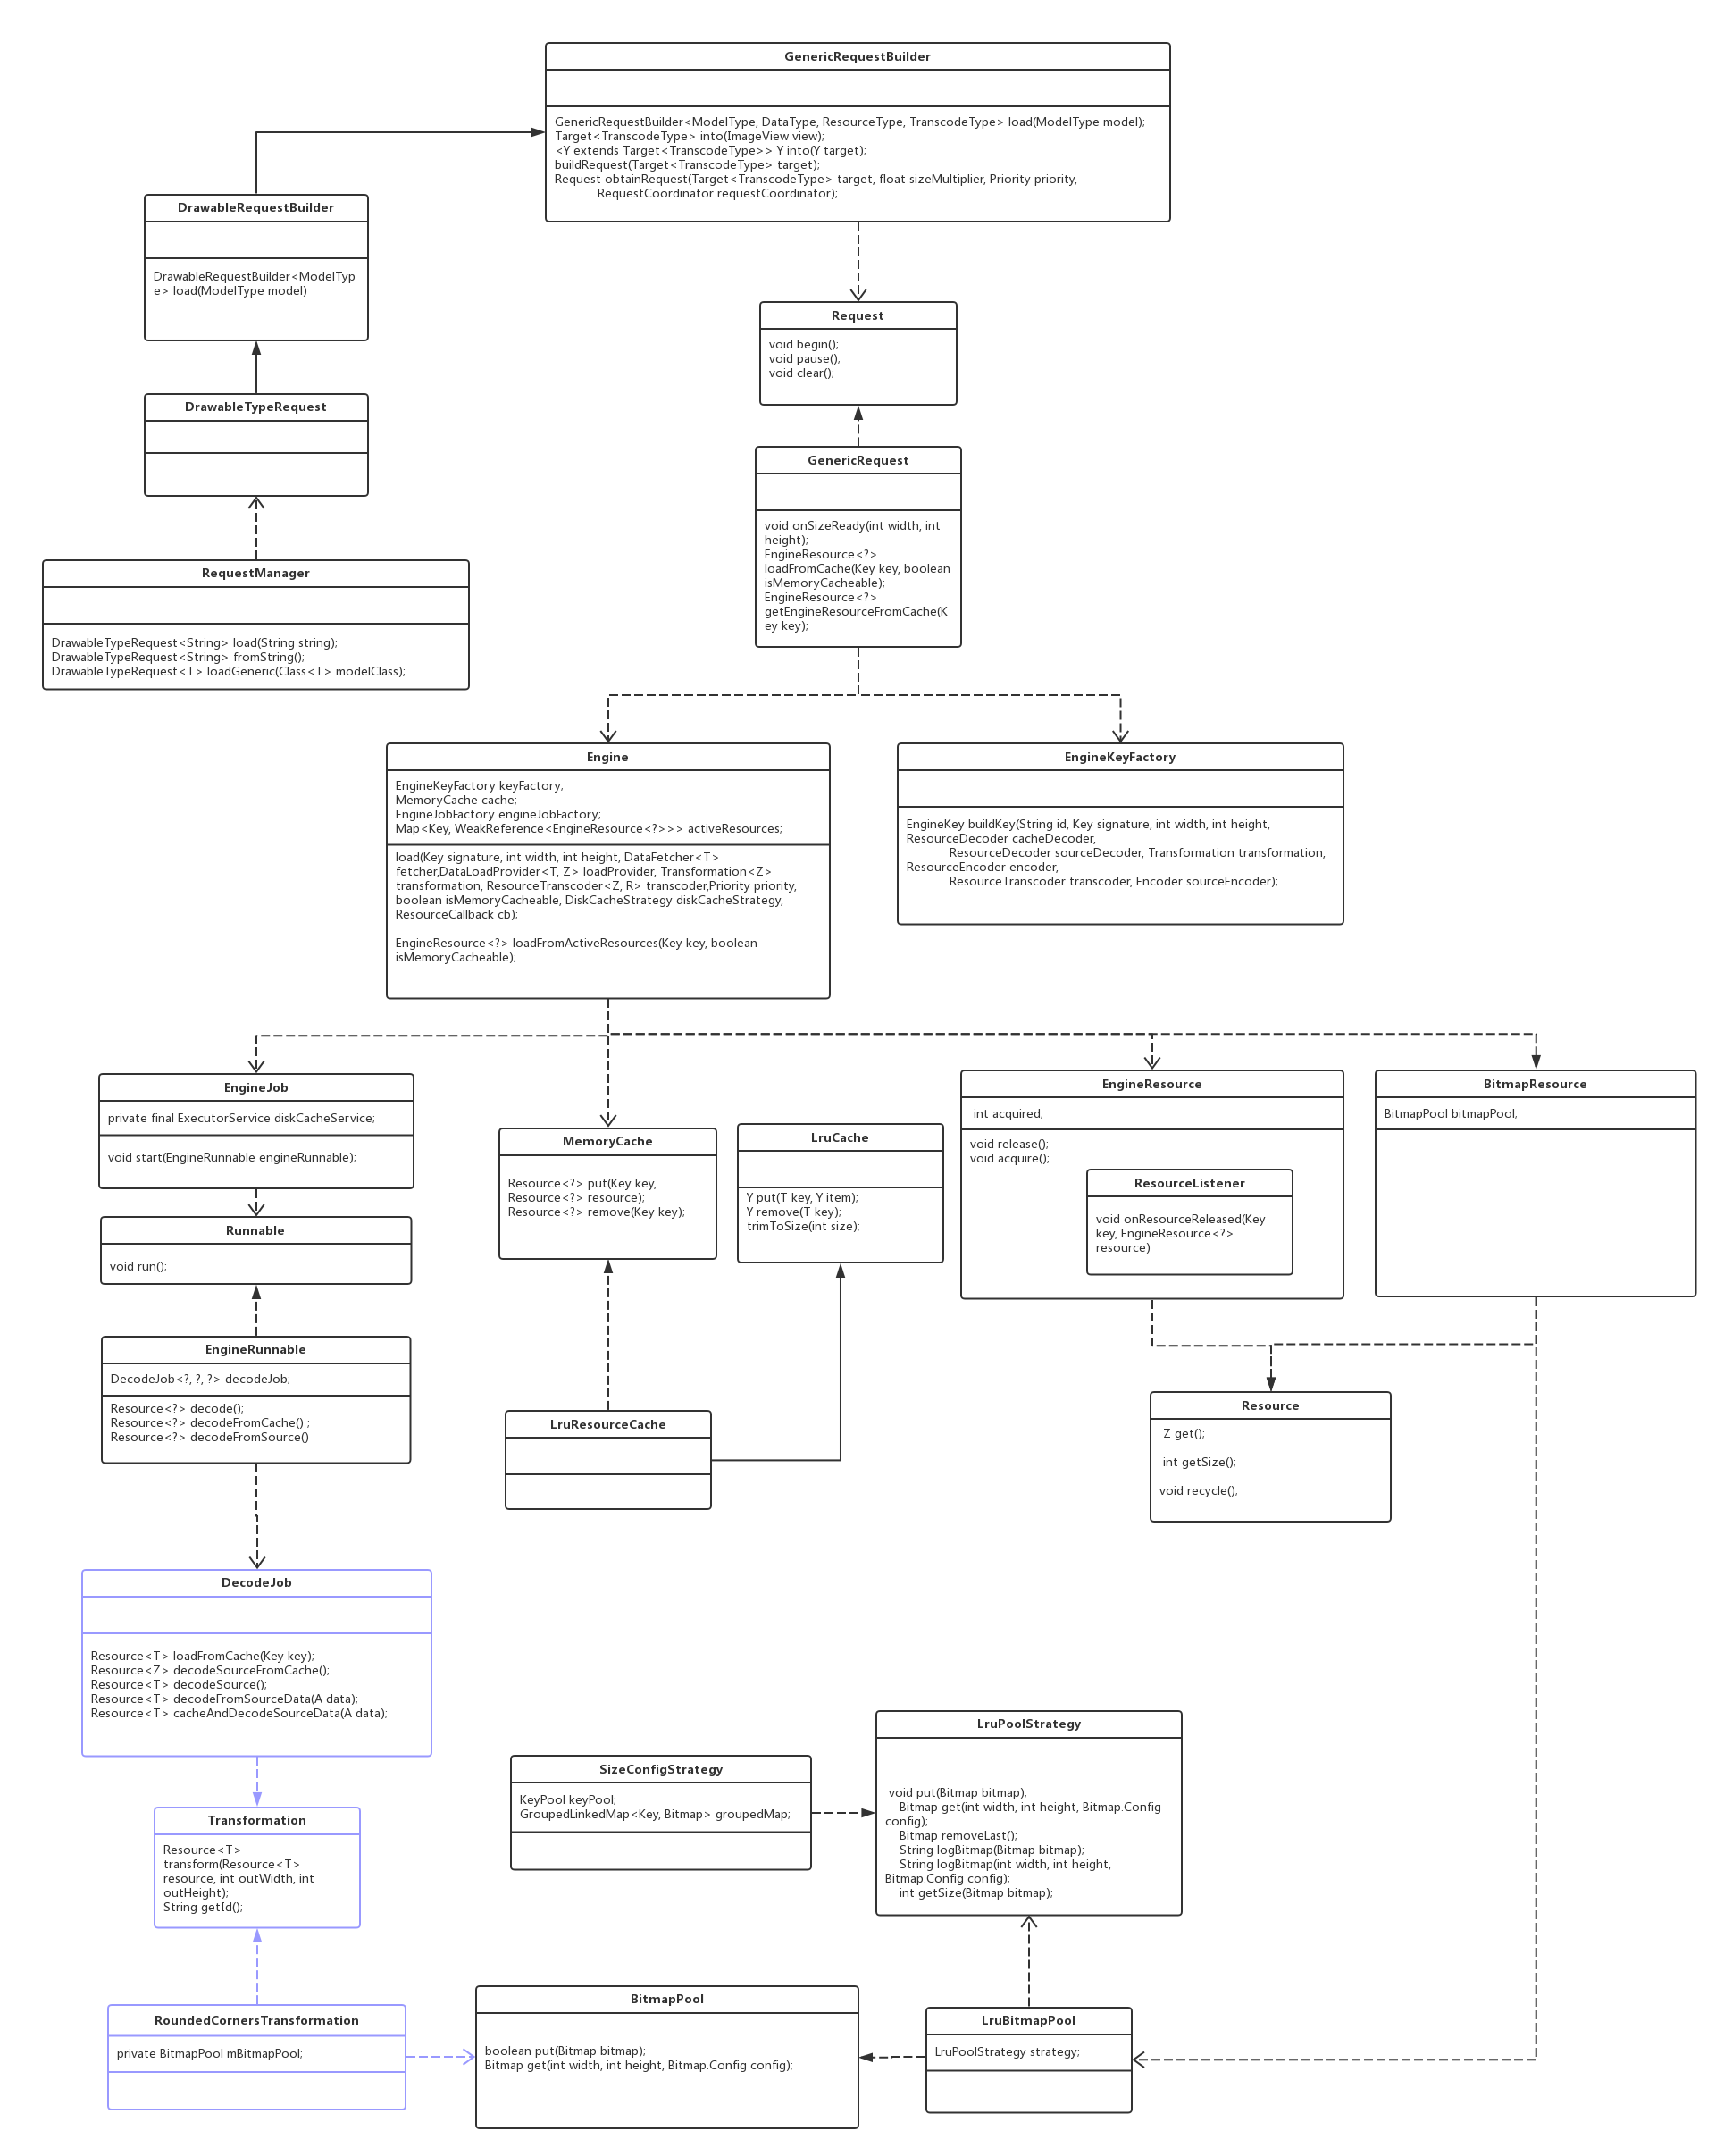 GenericRequestBuilder
GenericRequestBuilder<ModelType, DataType, ResourceType, TranscodeType> load(ModelType model);
Target<TranscodeType> into(ImageView view);
<Y extends Target<TranscodeType>> Y into(Y target);
buildRequest(Target<TranscodeType> target);
Request obtainRequest(Target<TranscodeType> target, float sizeMultiplier, Priority priority,
RequestCoordinator requestCoordinator);
DrawableRequestBuilder
DrawableRequestBuilder<ModelTyp
e> load(ModelType model)
Request
void begin();
void pause();
void clear();
DrawableTypeRequest
GenericRequest
void onSizeReady(int width, int
height);
EngineResource<?>
loadFromCache(Key key, boolean
isMemoryCacheable);
EngineResource<?>
getEngineResourceFromCache(K
ey key);
RequestManager
DrawableTypeRequest<String> load(String string);
DrawableTypeRequest<String> fromString();
DrawableTypeRequest<T> loadGeneric(Class<T> modelClass);
Engine
EngineKeyFactory keyFactory;
MemoryCache cache;
EngineJobFactory engineJobFactory;
Map<Key, WeakReference<EngineResource<?>>> activeResources;
load(Key signature, int width, int height, DataFetcher<T>
fetcher,DataLoadProvider<T, Z> loadProvider, Transformation<Z>
transformation, ResourceTranscoder<Z, R> transcoder,Priority priority,
boolean isMemoryCacheable, DiskCacheStrategy diskCacheStrategy,
ResourceCallback cb);
EngineResource<?> loadFromActiveResources(Key key, boolean
isMemoryCacheable);
EngineKeyFactory
EngineKey buildKey(String id, Key signature, int width, int height,
ResourceDecoder cacheDecoder,
ResourceDecoder sourceDecoder, Transformation transformation,
ResourceEncoder encoder,
ResourceTranscoder transcoder, Encoder sourceEncoder);
EngineJob
private final ExecutorService diskCacheService;
void start(EngineRunnable engineRunnable);
MemoryCache
Resource<?> put(Key key,
Resource<?> resource);
Resource<?> remove(Key key);
LruCache
Y put(T key, Y item);
Y remove(T key);
trimToSize(int size);
EngineResource
int acquired;
void release();
void acquire();
ResourceListener
void onResourceReleased(Key
key, EngineResource<?>
resource)
BitmapResource
BitmapPool bitmapPool;
Runnable
void run();
EngineRunnable
DecodeJob<?, ?, ?> decodeJob;
Resource<?> decode();
Resource<?> decodeFromCache() ;
Resource<?> decodeFromSource()
LruResourceCache
Resource
Z get();
int getSize();
void recycle();
DecodeJob
Resource<T> loadFromCache(Key key);
Resource<Z> decodeSourceFromCache();
Resource<T> decodeSource();
Resource<T> decodeFromSourceData(A data);
Resource<T> cacheAndDecodeSourceData(A data);
LruPoolStrategy
void put(Bitmap bitmap);
Bitmap get(int width, int height, Bitmap.Config
config);
Bitmap removeLast();
String logBitmap(Bitmap bitmap);
String logBitmap(int width, int height,
Bitmap.Config config);
int getSize(Bitmap bitmap);
SizeConfigStrategy
KeyPool keyPool;
GroupedLinkedMap<Key, Bitmap> groupedMap;
Transformation
Resource<T>
transform(Resource<T>
resource, int outWidth, int
outHeight);
String getId();
RoundedCornersTransformation
private BitmapPool mBitmapPool;
BitmapPool
boolean put(Bitmap bitmap);
Bitmap get(int width, int height, Bitmap.Config config);
LruBitmapPool
LruPoolStrategy strategy;